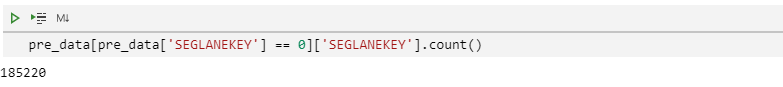 M↓
pre_data[pre_data['SEGLANEKEY'] == 0]['SEGLANEKEY'].count()
185220